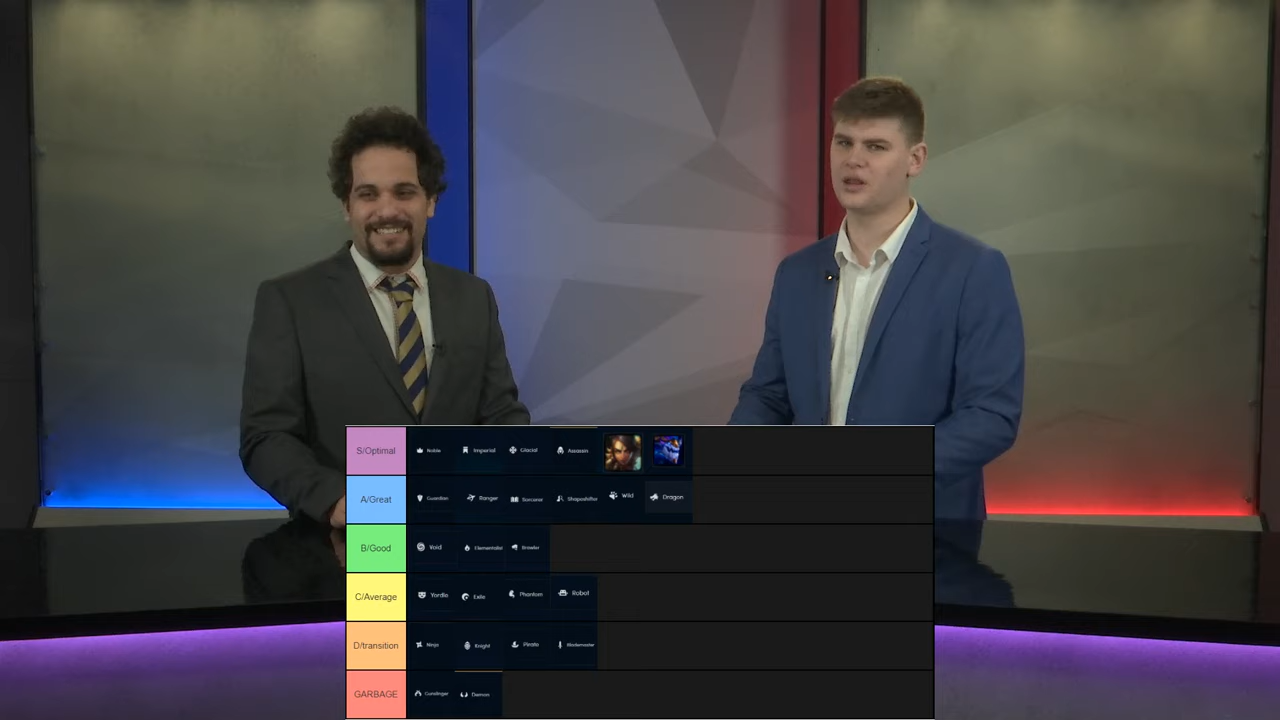 S/Optimal Noble Imperial Glacial Assassin
A/Great Guardian Ranger Sorcerer Shapeshifter Wild Dragon
B/Good Void Elementalist Brawler
C/Average Yordle Exile Phantom Robot
D/transition Ninja Knight Pirate Blademaster
GARBAGE Gunslinger Demon